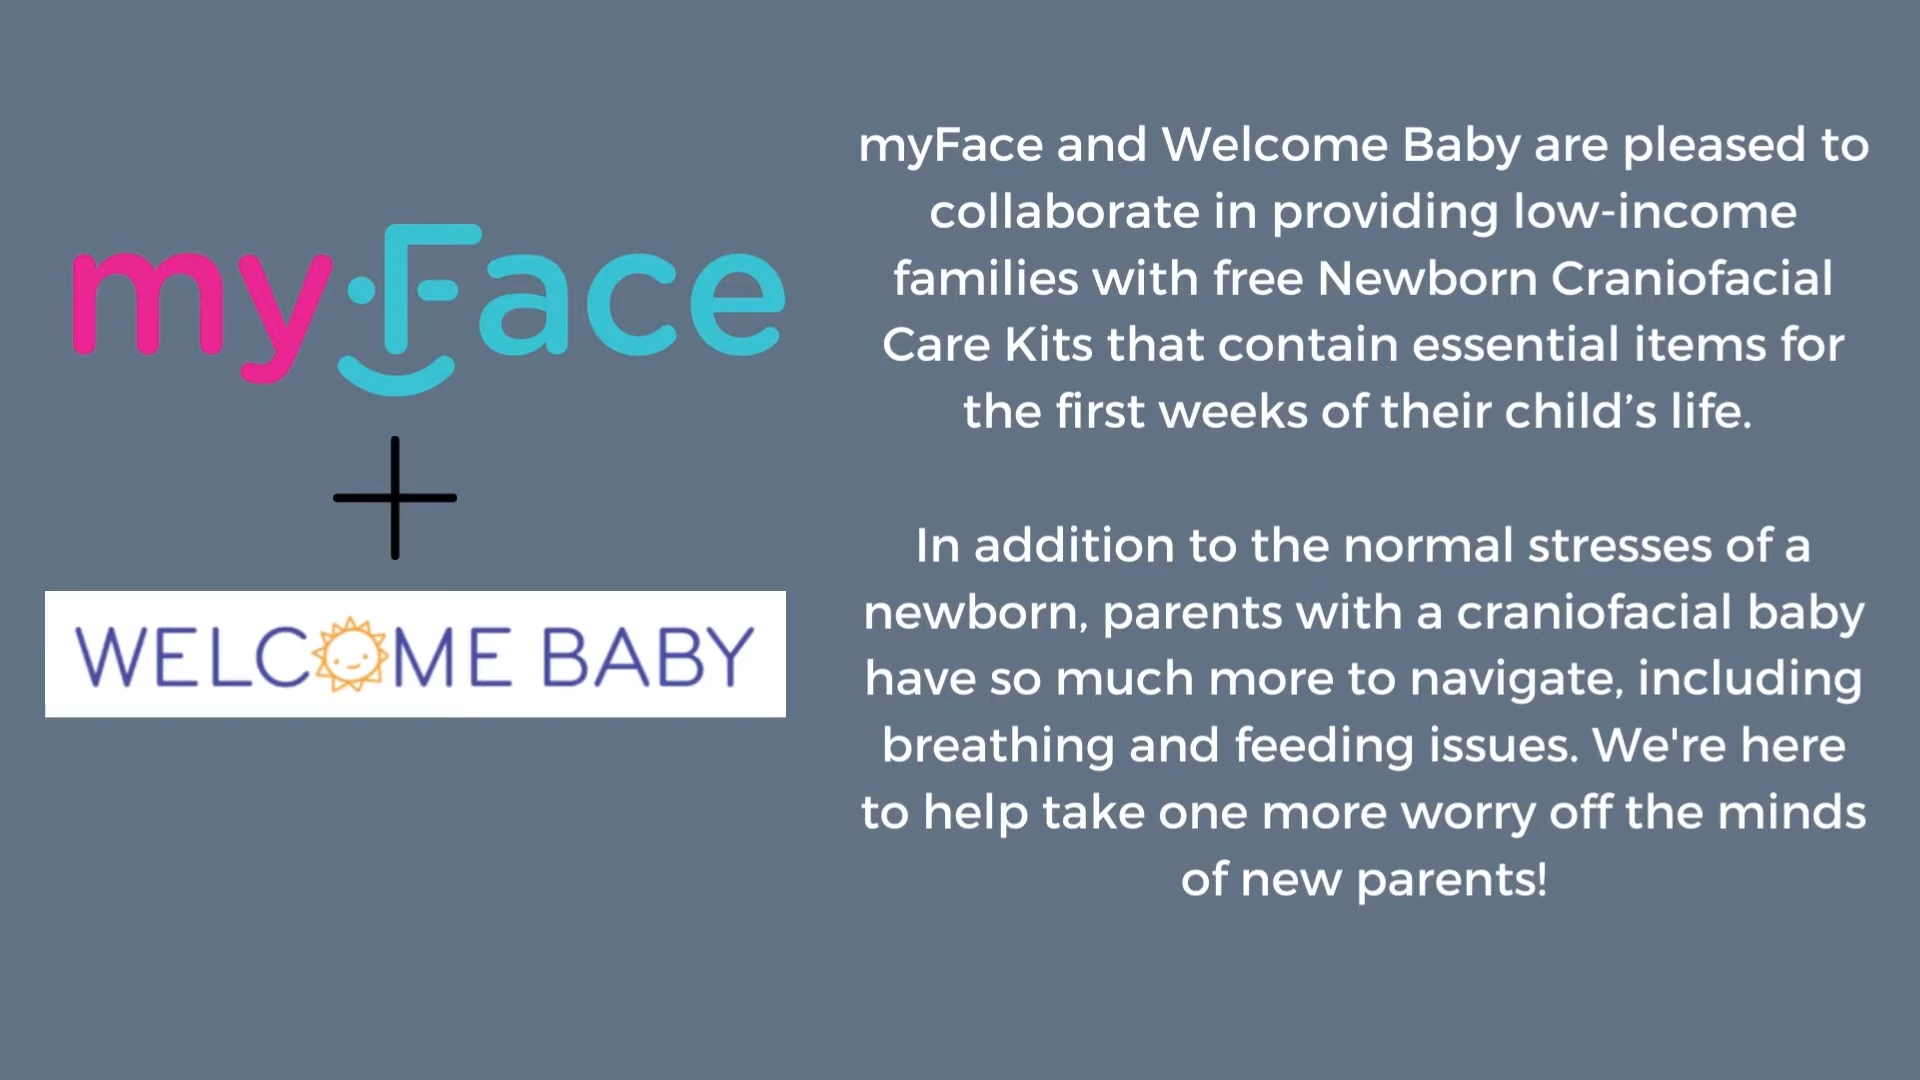 myFace
WELCOME BABY
myFace and Welcome Baby are pleased to
collaborate in providing low-income
families with free Newborn Craniofacial
Care Kits that contain essential items for
the first weeks of their child’s life.
In addition to the normal stresses of a
newborn, parents with a craniofacial baby
have so much more to navigate, including
breathing and feeding issues. We're here
to help take one more worry off the minds
of new parents!